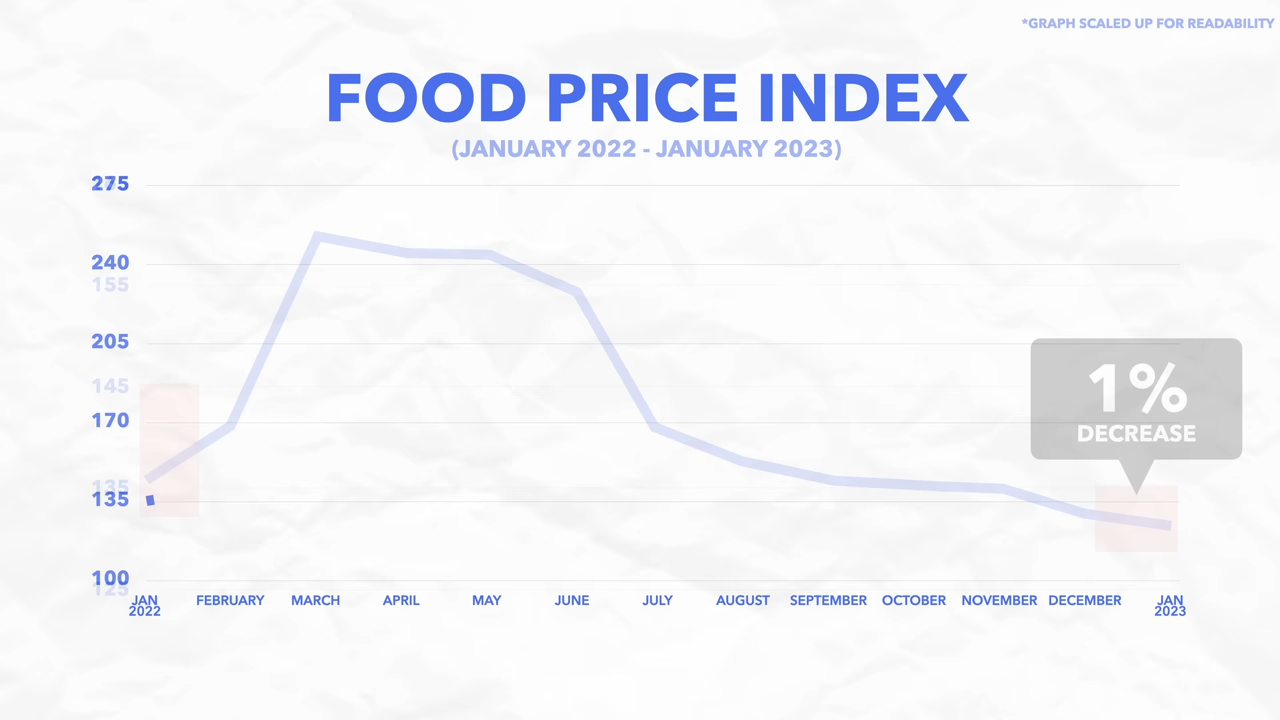 *GRAPH SCALED UP FOR READABILITY
FOOD PRICE INDEX
(JANUARY 2022 - JANUARY 2023)
275
240
155
205
145
170
135
135
100
125
1%
DECREASE
JAN 2022
FEBRUARY
MARCH
APRIL
MAY
JUNE
JULY
AUGUST
SEPTEMBER
OCTOBER
NOVEMBER
DECEMBER
JAN 2023